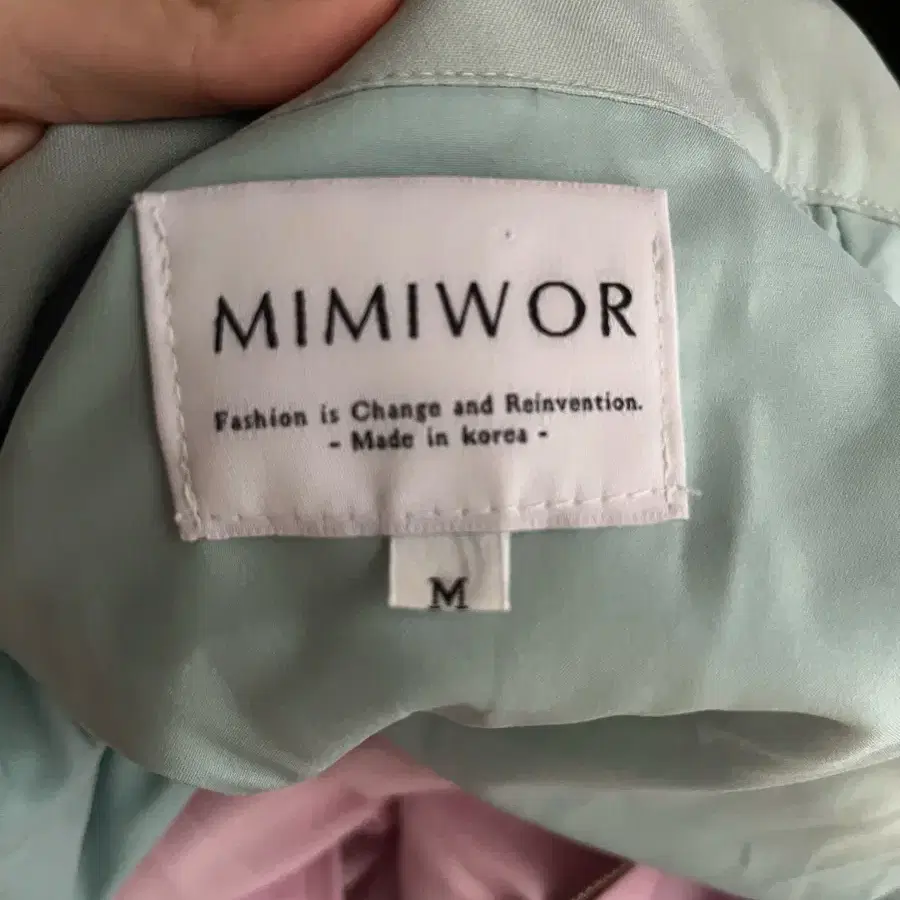 MIMIWOR
Fashion is Change and Reinvention.
- Made in korea -
M